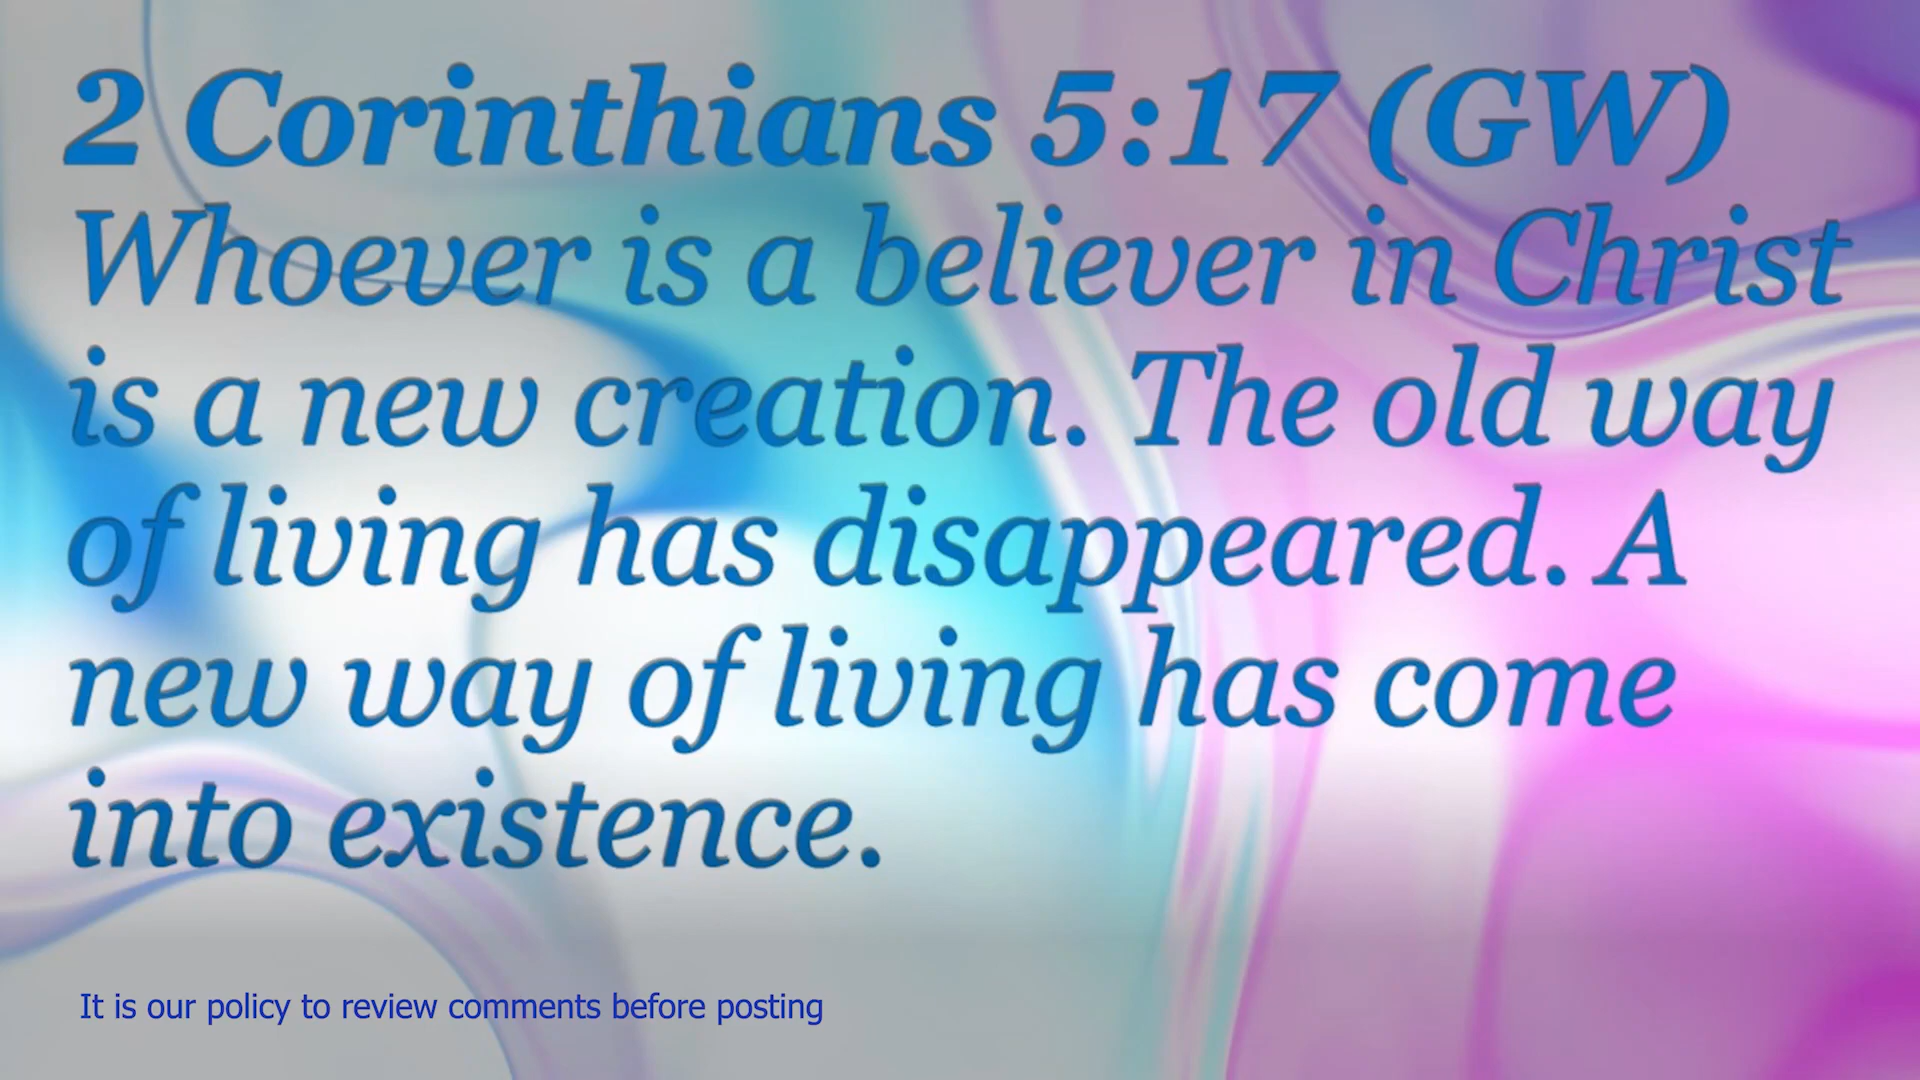 2 Corinthians 5:17 (GW)
Whoever is a believer in Christ
is a new creation. The old way
of living has disappeared. A
new way of living has come
into existence.
It is our policy to review comments before posting